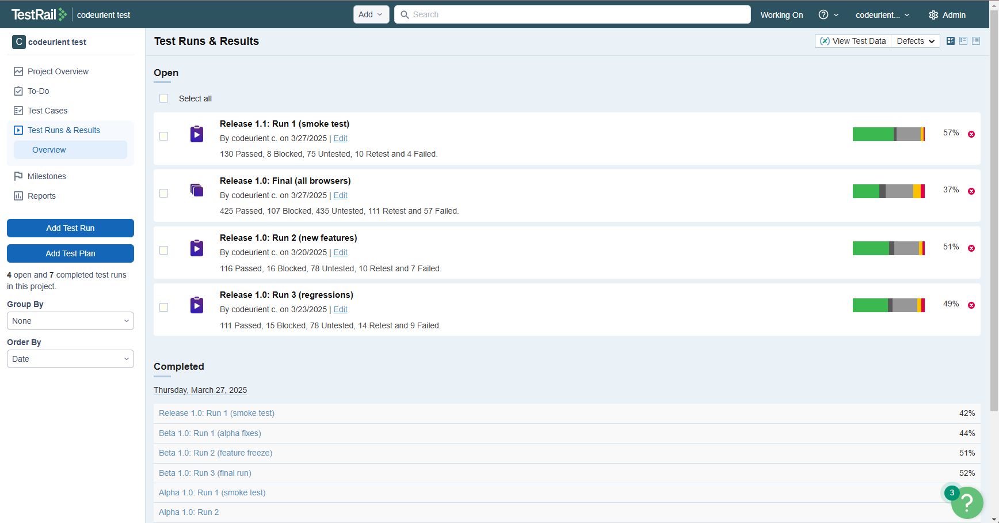 TestRail codeurient test
Add
Search
Working On
codeurient...
Admin
C codeurient test
Project Overview
To-Do
Test Cases
Test Runs & Results
Overview
Milestones
Reports
Add Test Run
Add Test Plan
4 open and 7 completed test runs
in this project.
Group By
None
Order By
Date
Test Runs & Results
(x) View Test Data
Defects
Open
Select all
Release 1.1: Run 1 (smoke test)
By codeurient c. on 3/27/2025 | Edit
130 Passed, 8 Blocked, 75 Untested, 10 Retest and 4 Failed.
57%
Release 1.0: Final (all browsers)
By codeurient c. on 3/27/2025 | Edit
425 Passed, 107 Blocked, 435 Untested, 111 Retest and 57 Failed.
37%
Release 1.0: Run 2 (new features)
By codeurient c. on 3/20/2025 | Edit
116 Passed, 16 Blocked, 78 Untested, 10 Retest and 7 Failed.
51%
Release 1.0: Run 3 (regressions)
By codeurient c. on 3/23/2025 | Edit
111 Passed, 15 Blocked, 78 Untested, 14 Retest and 9 Failed.
49%
Completed
Thursday, March 27, 2025
Release 1.0: Run 1 (smoke test) 42%
Beta 1.0: Run 1 (alpha fixes) 44%
Beta 1.0: Run 2 (feature freeze) 51%
Beta 1.0: Run 3 (final run) 52%
Alpha 1.0: Run 1 (smoke test)
Alpha 1.0: Run 2
3
?